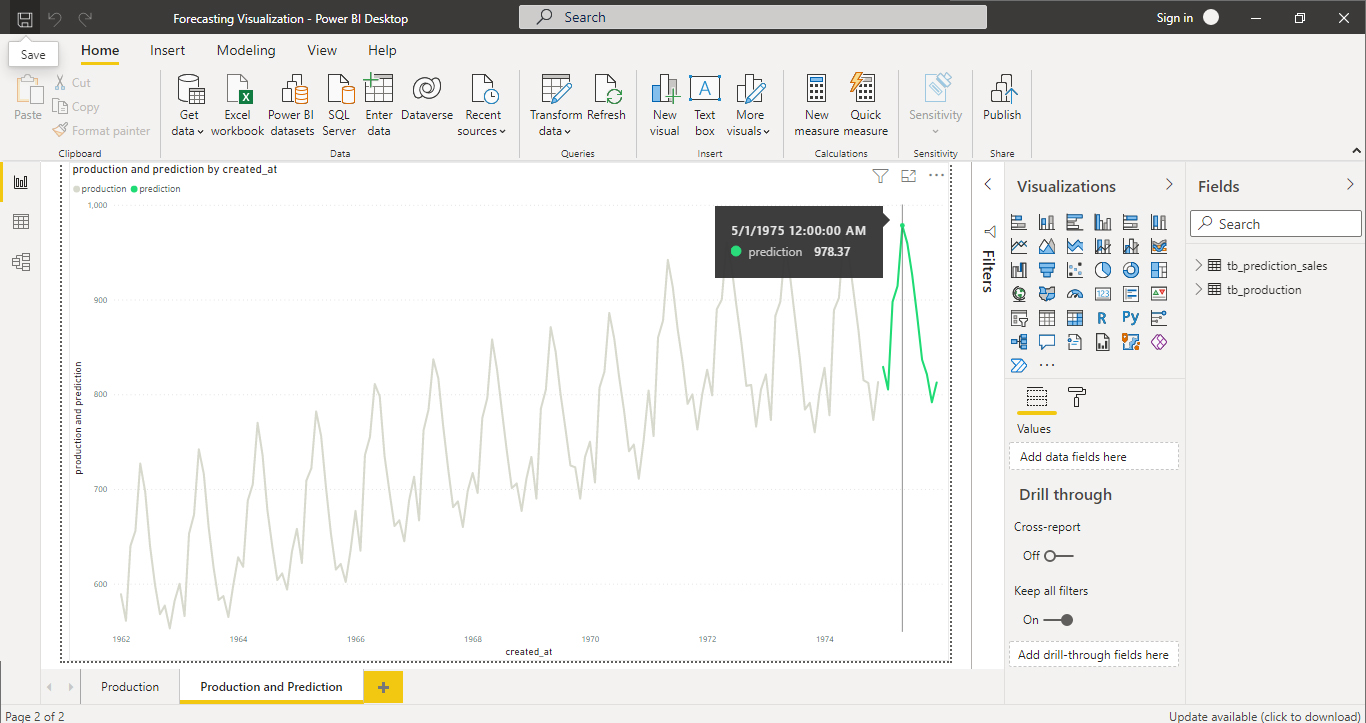 Forecasting Visualization - Power BI Desktop
Search
Sign in
Save
Home Insert Modeling View Help
Paste
Cut
Copy
Format painter
Clipboard
Get data
Excel workbook
Power BI datasets
SQL Server
Enter data
Dataverse
Recent sources
Data
Transform data
Refresh
Queries
New visual
Text box
More visuals
Insert
New measure
Quick measure
Calculations
Sensitivity
Sensitivity
Publish
Share
production and prediction by created_at
production prediction
1,000
900
800
700
600
production and prediction
5/1/1975 12:00:00 AM
prediction 978.37
1962 1964 1966 1968 1970 1972 1974
created_at
Filters
Visualizations
123
R
Py
Values
Add data fields here
Drill through
Cross-report
Off
Keep all filters
On
Add drill-through fields here
Fields
Search
tb_prediction_sales
tb_production
Production
Production and Prediction
Page 2 of 2
Update available (click to download)